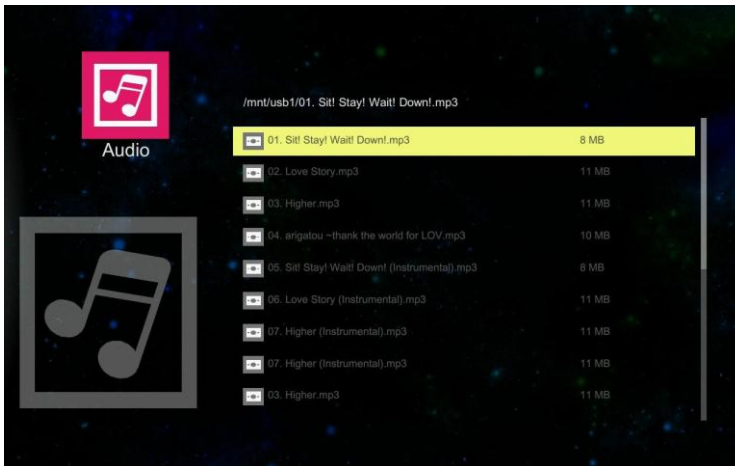 Audio
/mnt/usb1/01. Sit! Stay! Wait! Down!.mp3
01. Sit! Stay! Wait! Down!.mp3 8 MB
02. Love Story.mp3 11 MB
03. Higher.mp3 11 MB
04. arigatou ~thank the world for LOV.mp3 10 MB
05. Sit! Stay! Wait! Down! (Instrumental).mp3 8 MB
06. Love Story (Instrumental).mp3 11 MB
07. Higher (Instrumental).mp3 11 MB
07. Higher (Instrumental).mp3 11 MB
03. Higher.mp3 11 MB